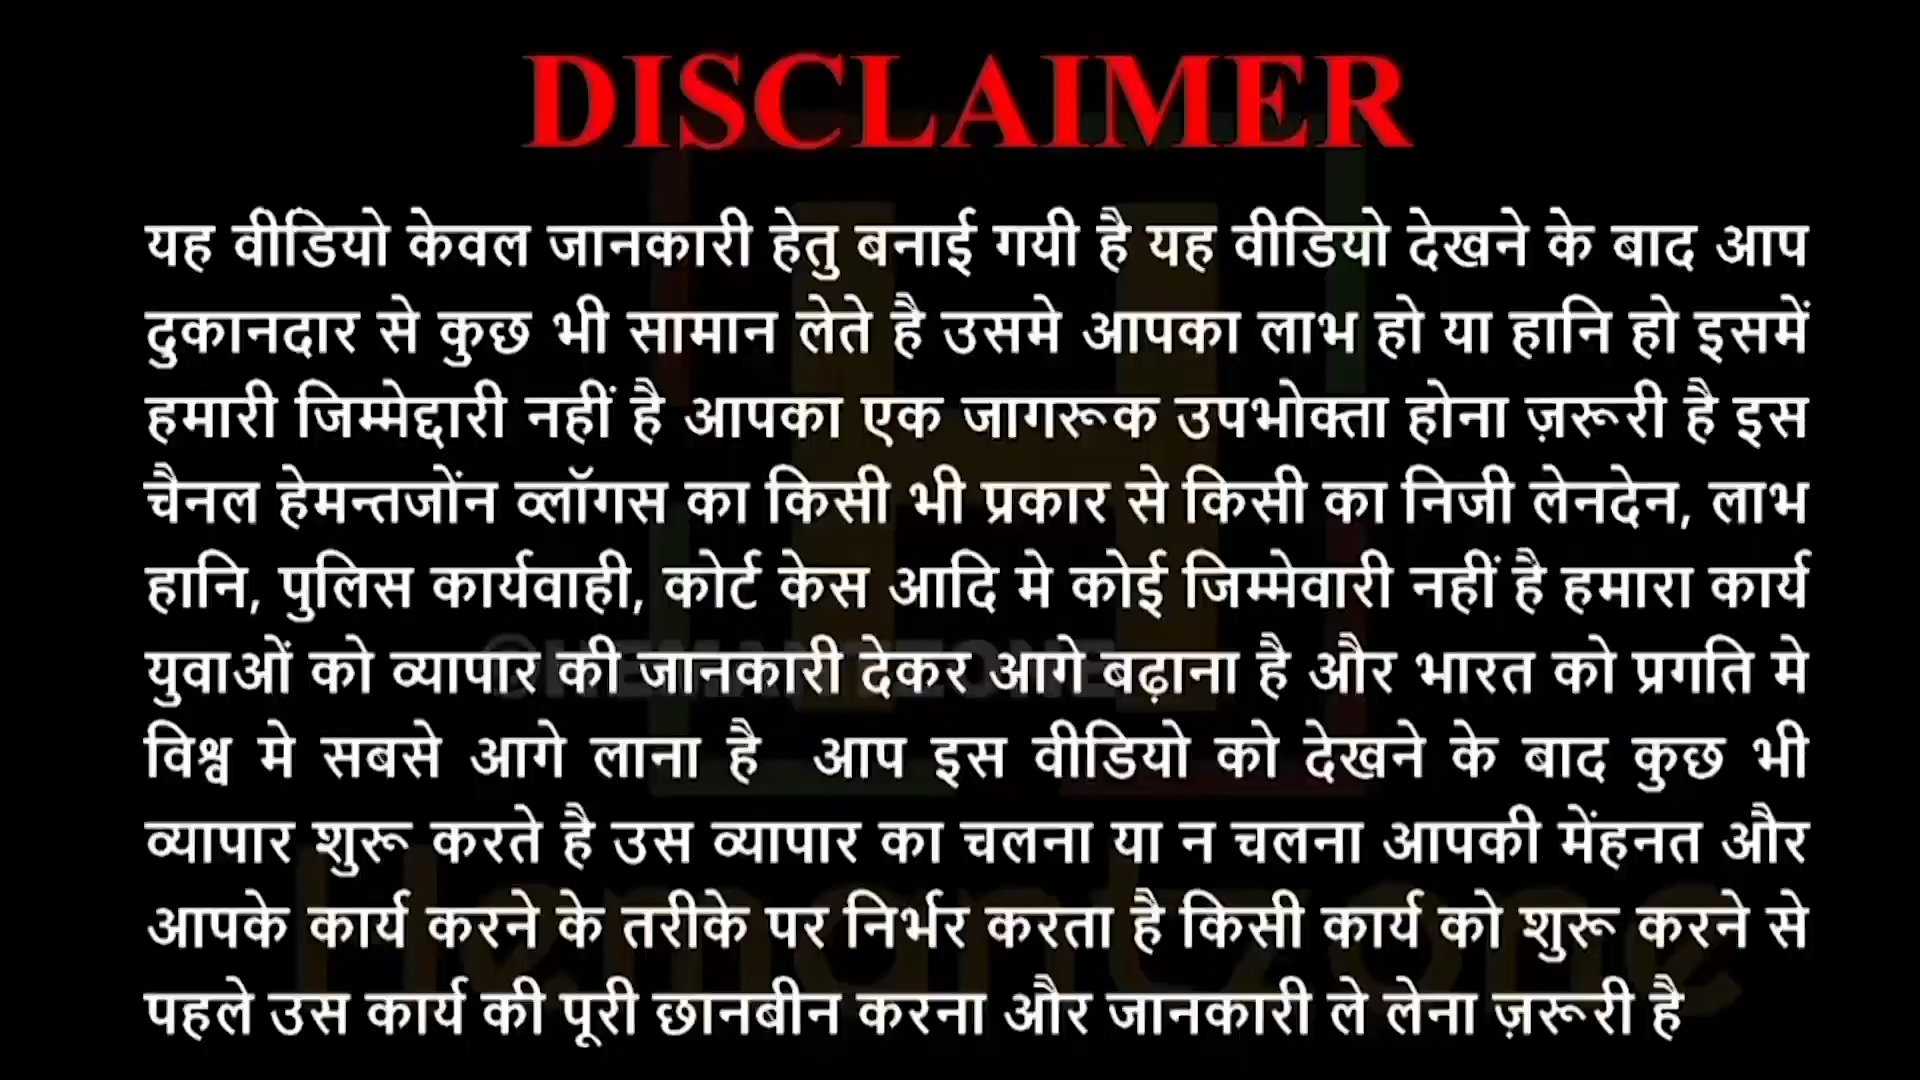 DISCLAIMER
यह वीडियो केवल जानकारी हेतु बनाई गयी है यह वीडियो देखने के बाद आप
दुकानदार से कुछ भी सामान लेते है उसमे आपका लाभ हो या हानि हो इसमें
हमारी जिम्मेद्दारी नहीं है आपका एक जागरूक उपभोक्ता होना ज़रूरी है इस
चैनल हेमन्तजोंन व्लॉगस का किसी भी प्रकार से किसी का निजी लेनदेन, लाभ
हानि, पुलिस कार्यवाही, कोर्ट केस आदि मे कोई जिम्मेवारी नहीं है हमारा कार्य
युवाओं को व्यापार की जानकारी देकर आगे बढ़ाना है और भारत को प्रगति मे
@HEMANTZONE
विश्व मे सबसे आगे लाना है आप इस वीडियो को देखने के बाद कुछ भी
व्यापार शुरू करते है उस व्यापार का चलना या न चलना आपकी मेंहनत और
आपके कार्य करने के तरीके पर निर्भर करता है किसी कार्य को शुरू करने से
Hemantzone
पहले उस कार्य की पूरी छानबीन करना और जानकारी ले लेना ज़रूरी है